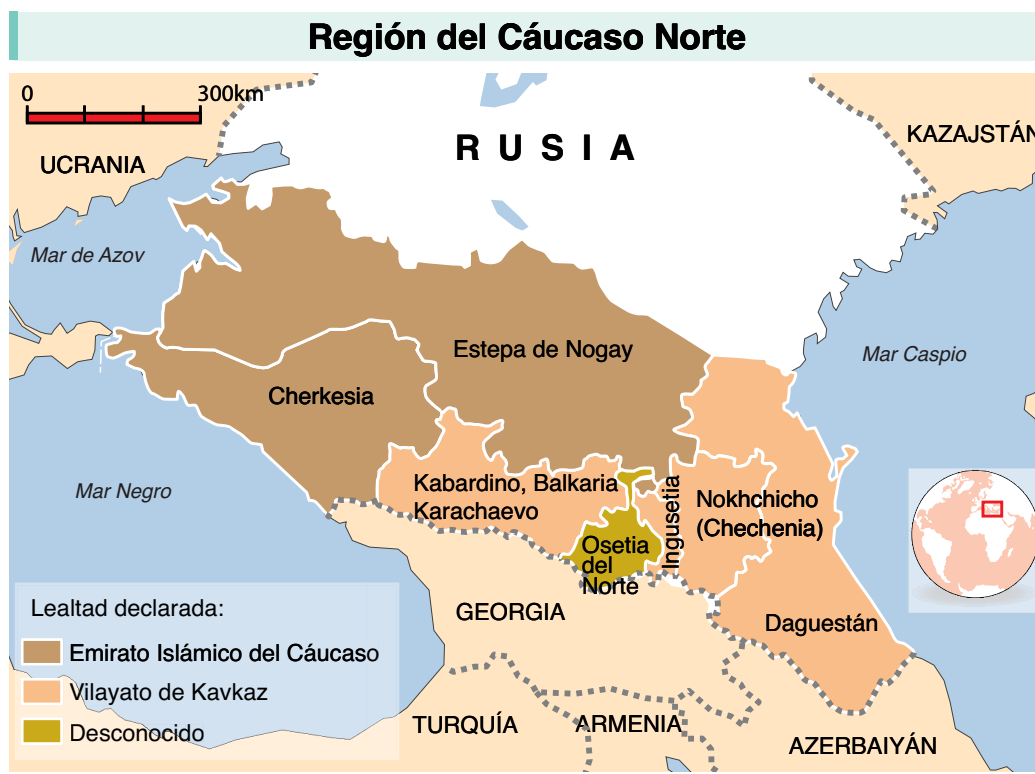 Región del Cáucaso Norte
0 300km
RUSIA
KAZAJSTÁN
UCRANIA
Mar de Azov
Estepa de Nogay
Mar Caspio
Cherkesia
Mar Negro
Kabardino, Balkaria
Karachaevo
Ingusetia
Nokhchicho
(Chechenia)
Osetia
del
Norte
GEORGIA
Daguestán
Lealtad declarada:
Emirato Islámico del Cáucaso
Vilayato de Kavkaz
Desconocido
TURQUÍA
ARMENIA
AZERBAIYÁN